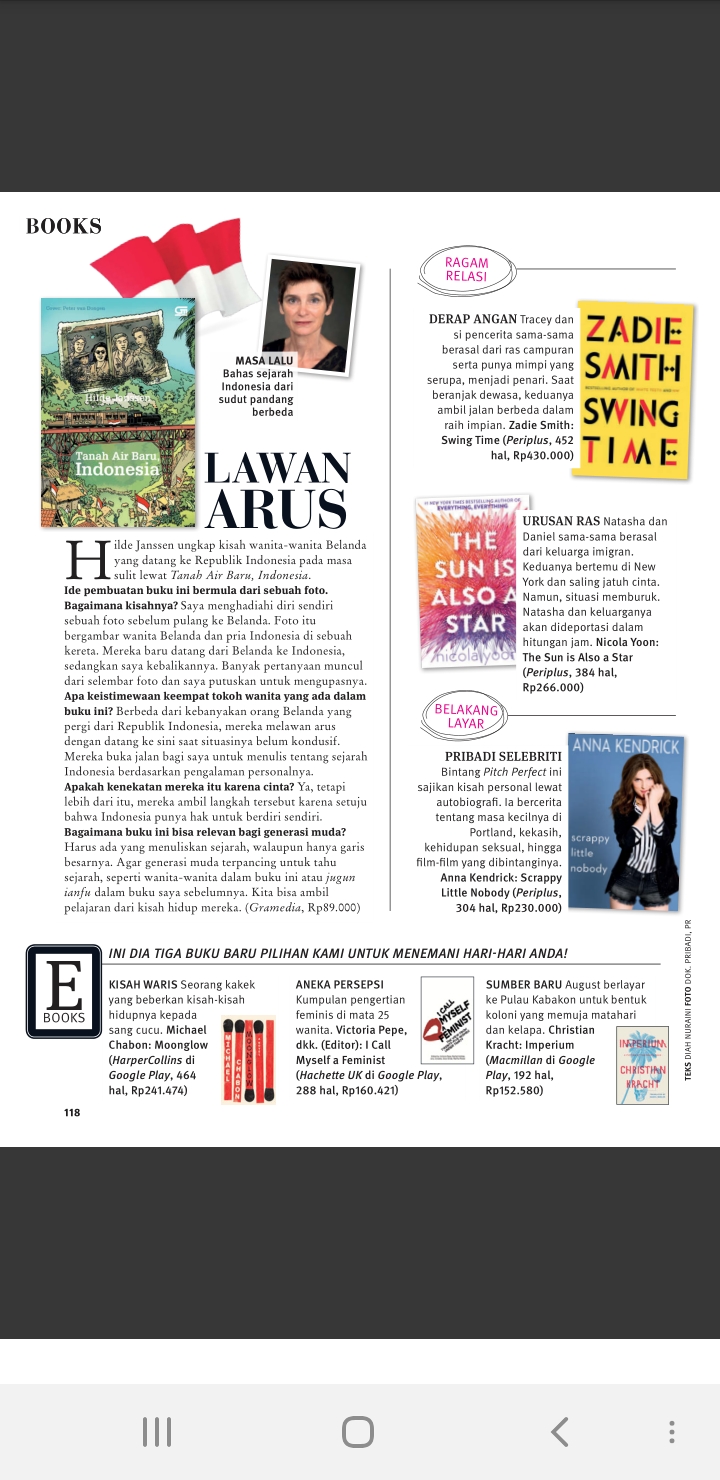 BOOKS
GM
Hilda Janssen
Tanah Air Baru,
Indonesia
MASA LALU
Bahas sejarah
Indonesia dari
sudut pandang
berbeda
LAWAN
ARUS
Hilde Janssen ungkap kisah wanita-wanita Belanda
yang datang ke Republik Indonesia pada masa
sulit lewat Tanah Air Baru, Indonesia.
Ide pembuatan buku ini bermula dari sebuah foto.
Bagaimana kisahnya? Saya menghadiahi diri sendiri
sebuah foto sebelum pulang ke Belanda. Foto itu
bergambar wanita Belanda dan pria Indonesia di sebuah
kereta. Mereka baru datang dari Belanda ke Indonesia,
sedangkan saya kebalikannya. Banyak pertanyaan muncul
dari selembar foto dan saya putuskan untuk mengupasnya.
Apa keistimewaan keempat tokoh wanita yang ada dalam
buku ini? Berbeda dari kebanyakan orang Belanda yang
pergi dari Republik Indonesia, mereka melawan arus
dengan datang ke sini saat situasinya belum kondusif.
Mereka buka jalan bagi saya untuk menulis tentang sejarah
Indonesia berdasarkan pengalaman personalnya.
Apakah kenekatan mereka itu karena cinta? Ya, tetapi
lebih dari itu, mereka ambil langkah tersebut karena setuju
bahwa Indonesia punya hak untuk berdiri sendiri.
Bagaimana buku ini bisa relevan bagi generasi muda?
Harus ada yang menuliskan sejarah, walaupun hanya garis
besarnya. Agar generasi muda terpancing untuk tahu
sejarah, seperti wanita-wanita dalam buku ini atau jugun
ianfu dalam buku saya sebelumnya. Kita bisa ambil
pelajaran dari kisah hidup mereka. (Gramedia, Rp89.000)
RAGAM
RELASI
DERAP ANGAN Tracey dan
si pencerita sama-sama
berasal dari ras campuran
serta punya mimpi yang
serupa, menjadi penari. Saat
beranjak dewasa, keduanya
ambil jalan berbeda dalam
raih impian. Zadie Smith:
Swing Time (Periplus, 452
hal, Rp430.000)
ZADIE
SMITH
SWING
TIME
#1 NEW YORK TIMES BESTSELLING AUTHOR OF
EVERYTHING, EVERYTHING
THE
SUN IS
ALSO A
STAR
nicola yoon
URUSAN RAS Natasha dan
Daniel sama-sama berasal
dari keluarga imigran.
Keduanya bertemu di New
York dan saling jatuh cinta.
Namun, situasi memburuk.
Natasha dan keluarganya
akan dideportasi dalam
hitungan jam. Nicola Yoon:
The Sun is Also a Star
(Periplus, 384 hal,
Rp266.000)
BELAKANG
LAYAR
PRIBADI SELEBRITI
Bintang Pitch Perfect ini
sajikan kisah personal lewat
autobiografi. Ia bercerita
tentang masa kecilnya di
Portland, kekasih,
kehidupan seksual, hingga
film-film yang dibintanginya.
Anna Kendrick: Scrappy
Little Nobody (Periplus,
304 hal, Rp230.000)
ANNA KENDRICK
scrappy
little
nobody
E
BOOKS
INI DIA TIGA BUKU BARU PILIHAN KAMI UNTUK MENEMANI HARI-HARI ANDA!
KISAH WARIS Seorang kakek
yang beberkan kisah-kisah
hidupnya kepada
sang cucu. Michael
Chabon: Moonglow
(HarperCollins di
Google Play, 464
hal, Rp241.474)
MICHAEL
CHABON
MOONGLOW
ANEKA PERSEPSI
Kumpulan pengertian
feminis di mata 25
wanita. Victoria Pepe,
dkk. (Editor): I Call
Myself a Feminist
(Hachette UK di Google Play,
288 hal, Rp160.421)
I CALL
MYSELF A
FEMINIST
SUMBER BARU August berlayar
ke Pulau Kabakon untuk bentuk
koloni yang memuja matahari
dan kelapa. Christian
Kracht: Imperium
(Macmillan di Google
Play, 192 hal,
Rp152.580)
IMPERIUM
CHRISTIAN
KRACHT
TEKS DIAH NURAINI FOTO DOK. PRIBADI, PR
118